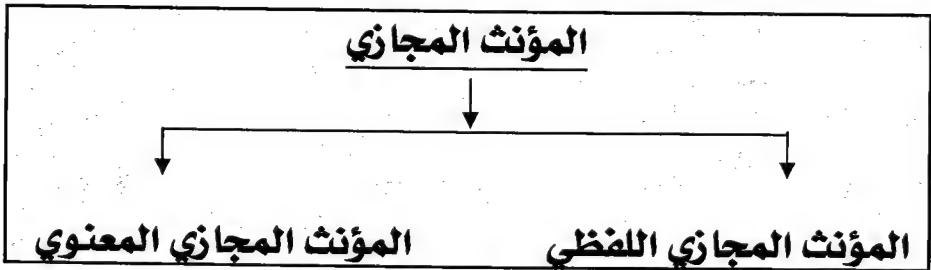 المؤنث المجازي
المؤنث المجازي اللفظي
المؤنث المجازي المعنوي